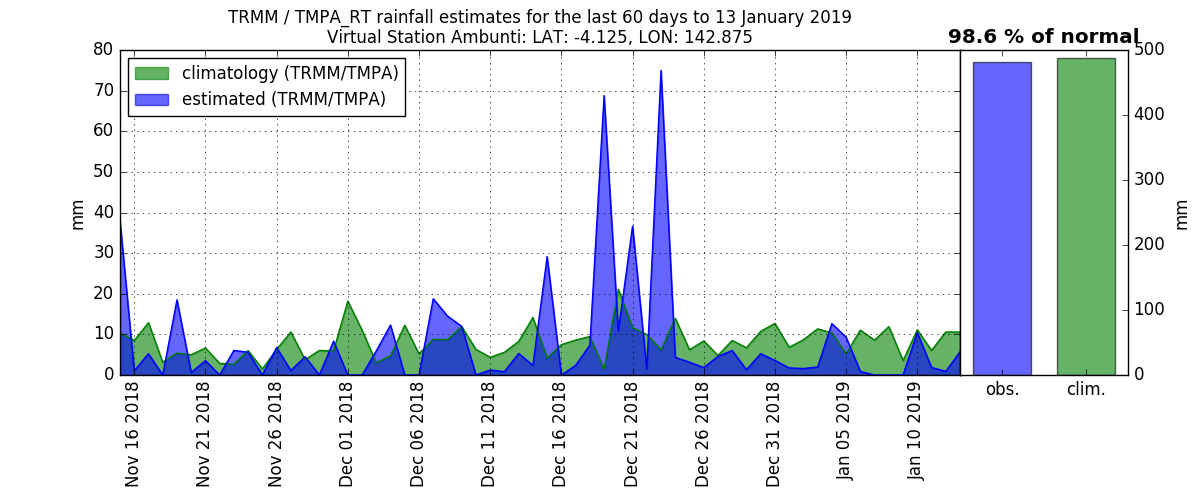 TRMM / TMPA_RT rainfall estimates for the last 60 days to 13 January 2019
Virtual Station Ambunti: LAT: -4.125, LON: 142.875
98.6 % of normal
climatology (TRMM/TMPA)
estimated (TRMM/TMPA)
mm
80
70
60
50
40
30
20
10
0
Nov 16 2018
Nov 21 2018
Nov 26 2018
Dec 01 2018
Dec 06 2018
Dec 11 2018
Dec 16 2018
Dec 21 2018
Dec 26 2018
Dec 31 2018
Jan 05 2019
Jan 10 2019
obs.
clim.
500
400
300
200
100
0
mm